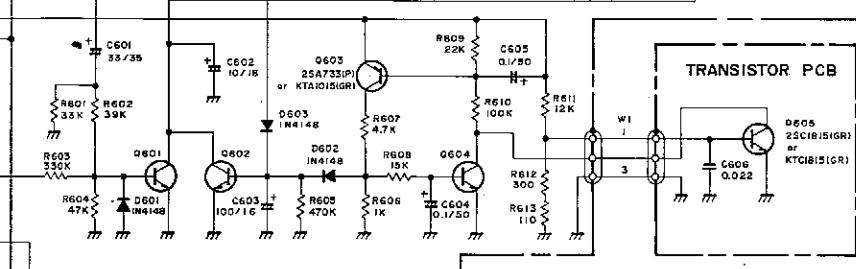 C601
33/35
C602
10/16
Q603
2SA733(P)
or KTA1015(GR)
R609
22K
C605
0.1/50
TRANSISTOR PCB
R601
33K
R602
39K
D603
1N4148
R607
4.7K
R610
100K
R611
12K
W1
1
Q605
2SC1815(GR)
or
KTC1815(GR)
R603
330K
Q601
Q602
D602
1N4148
R608
15K
Q604
R612
300
3
C606
0.022
R604
47K
D601
1N4148
C603
100/16
R605
470K
R606
1K
C604
0.1/50
R613
110